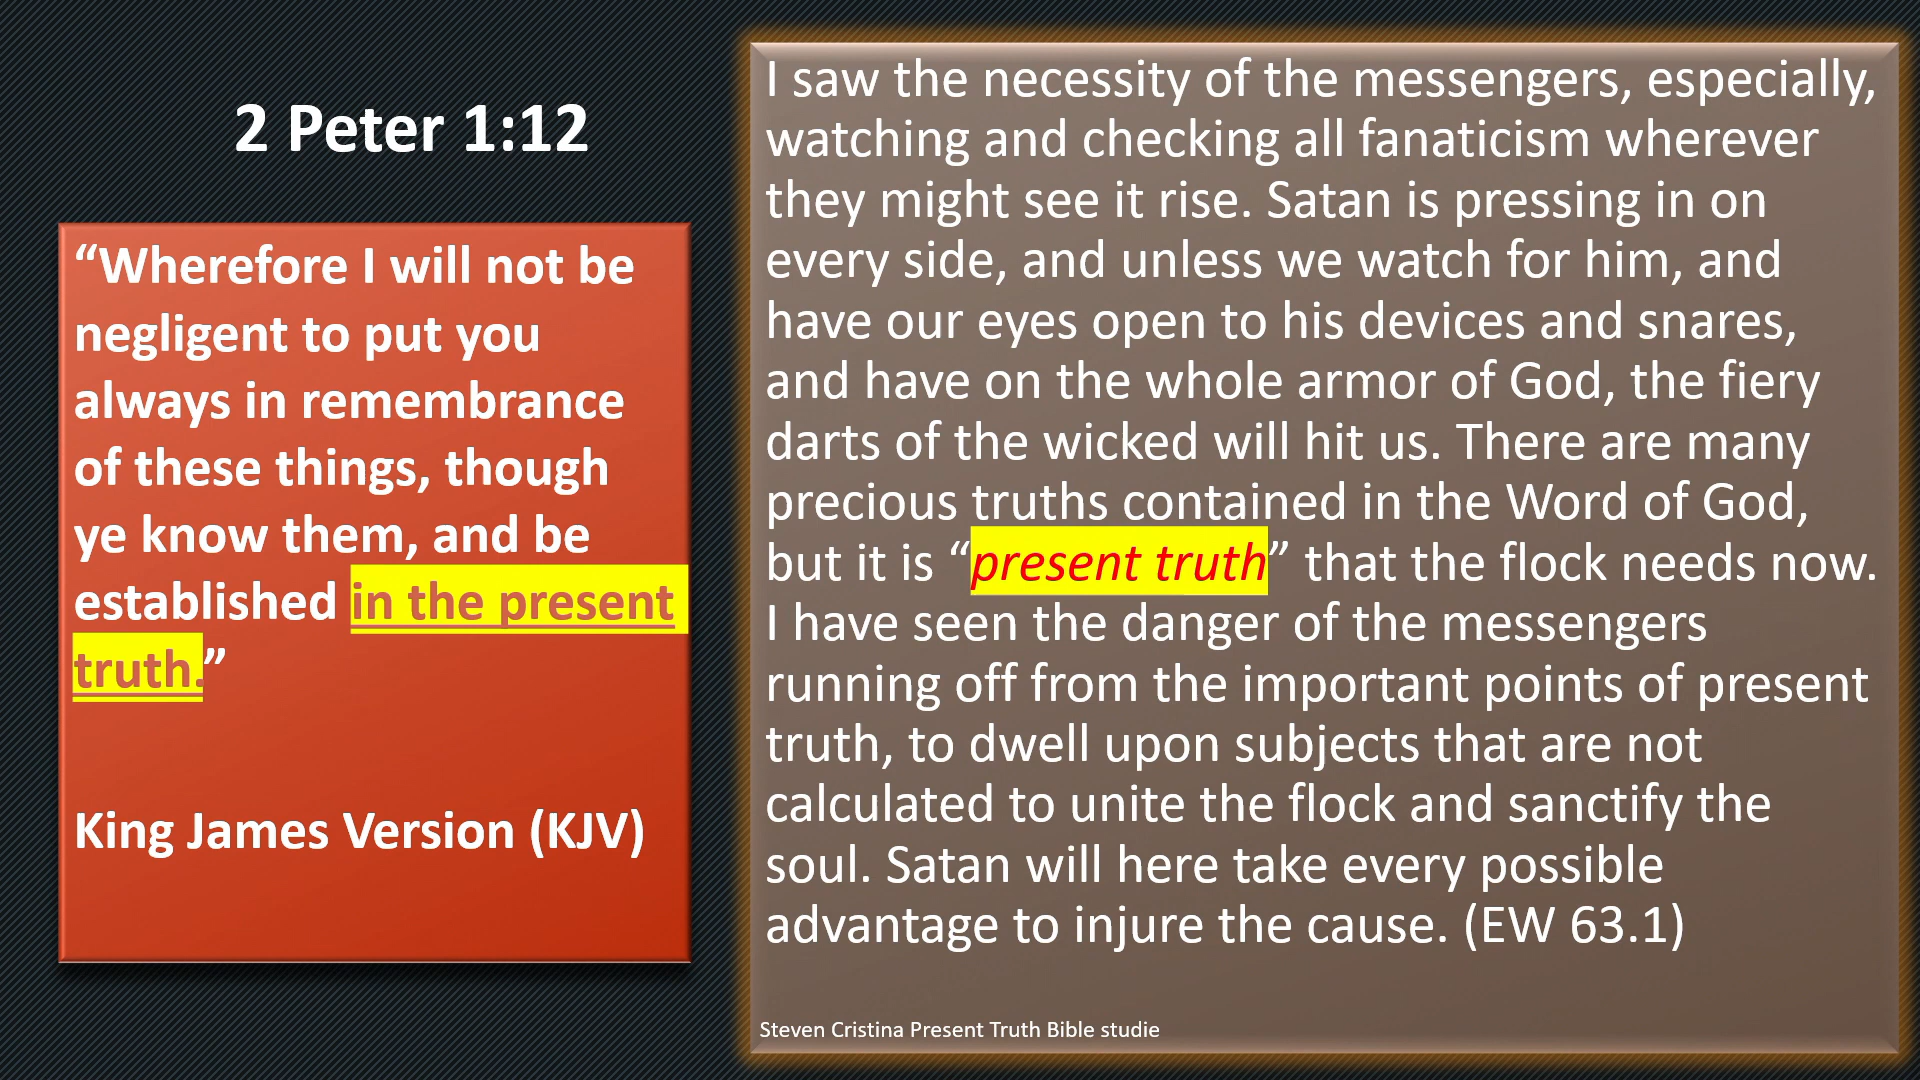 2 Peter 1:12
“Wherefore I will not be
negligent to put you
always in remembrance
of these things, though
ye know them, and be
established in the present
truth.”
King James Version (KJV)
I saw the necessity of the messengers, especially,
watching and checking all fanaticism wherever
they might see it rise. Satan is pressing in on
every side, and unless we watch for him, and
have our eyes open to his devices and snares,
and have on the whole armor of God, the fiery
darts of the wicked will hit us. There are many
precious truths contained in the Word of God,
but it is “present truth” that the flock needs now.
I have seen the danger of the messengers
running off from the important points of present
truth, to dwell upon subjects that are not
calculated to unite the flock and sanctify the
soul. Satan will here take every possible
advantage to injure the cause. (EW 63.1)
Steven Cristina Present Truth Bible studie